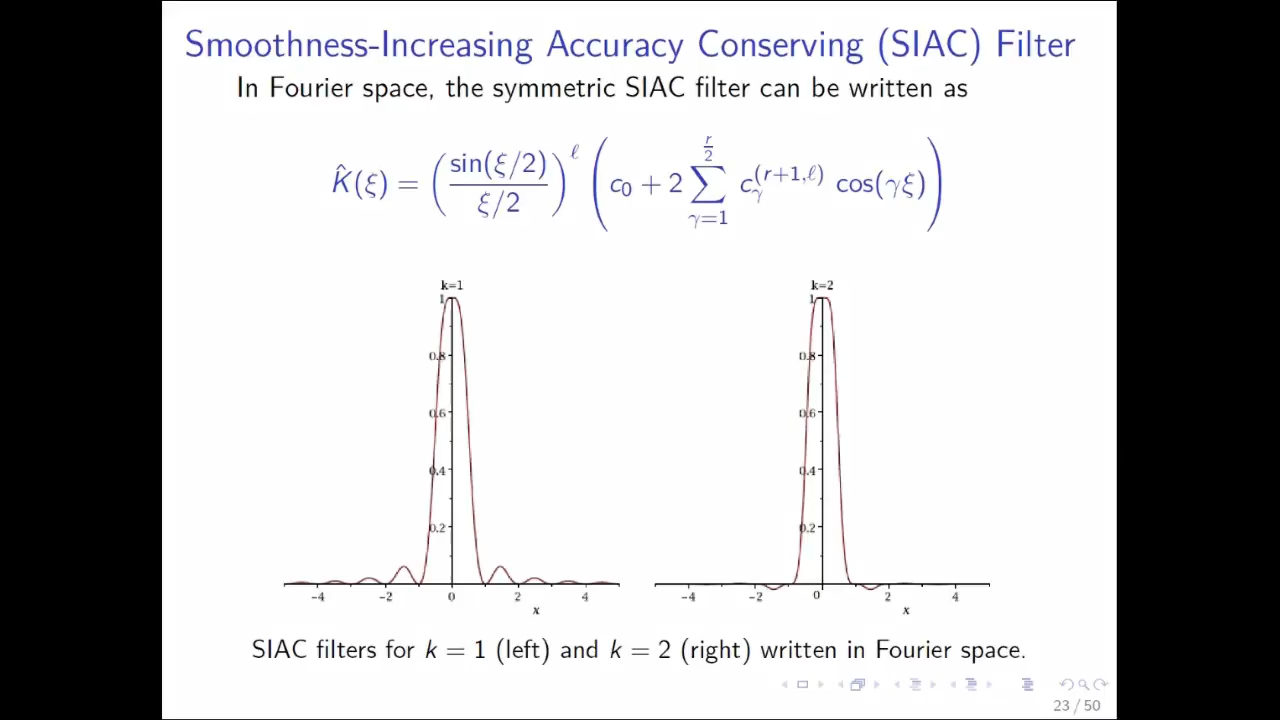 Smoothness-Increasing Accuracy Conserving (SIAC) Filter
In Fourier space, the symmetric SIAC filter can be written as
K̂(ξ) = (sin(ξ/2) / ξ/2)^ℓ (c₀ + 2 ∑_{γ=1}^{r/2} c_γ^{(r+1,ℓ)} cos(γξ))
k=1
1
0.8
0.6
0.4
0.2
-4 -2 0 2 4
x
k=2
1
0.8
0.6
0.4
0.2
-4 -2 0 2 4
x
SIAC filters for k = 1 (left) and k = 2 (right) written in Fourier space.
23 / 50